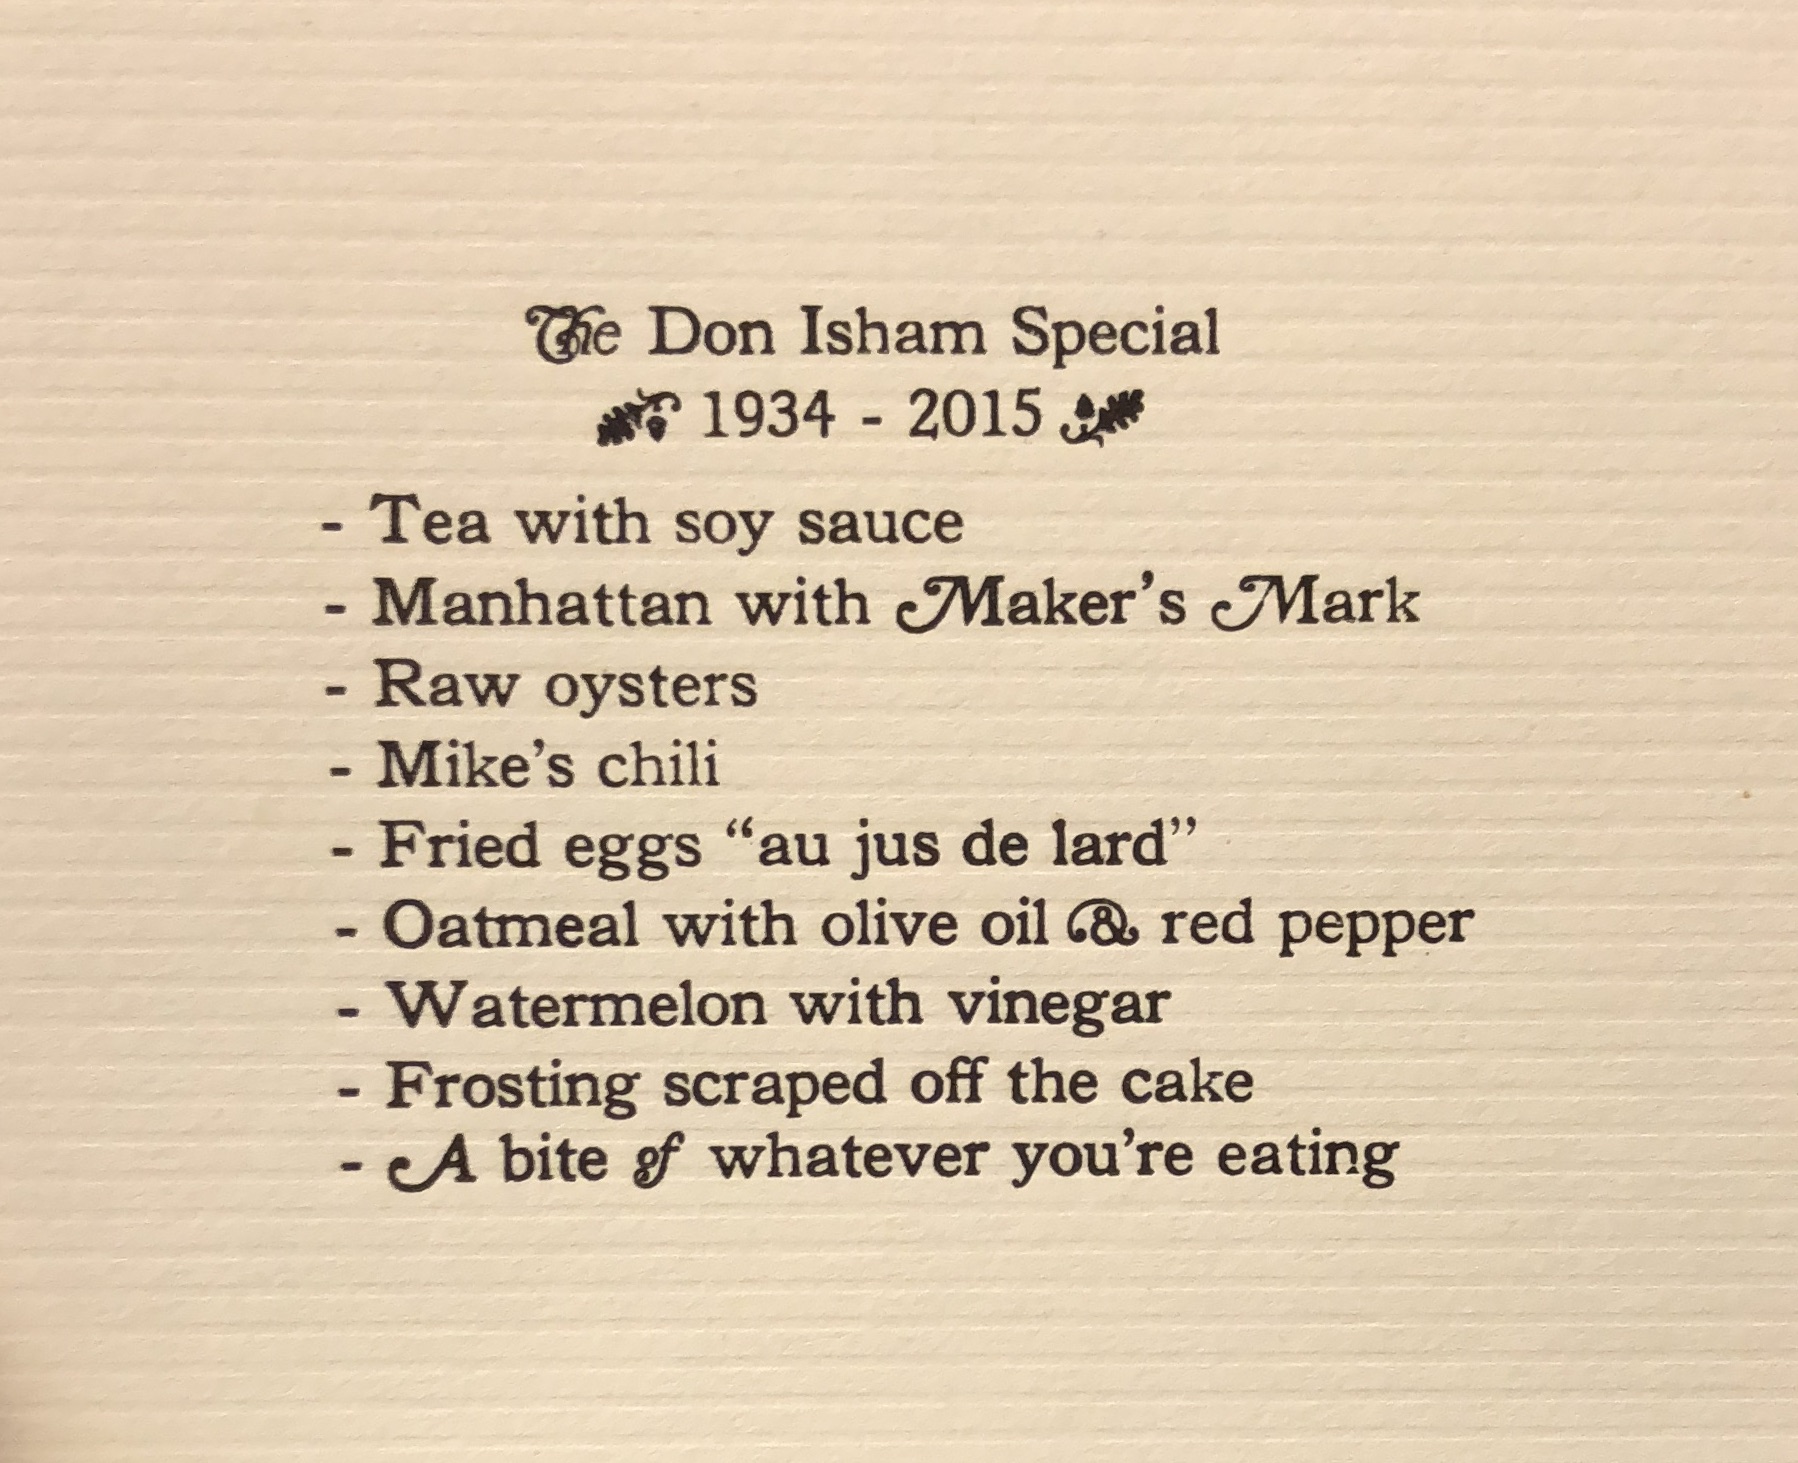 The Don Isham Special
1934 - 2015
- Tea with soy sauce
- Manhattan with Maker’s Mark
- Raw oysters
- Mike’s chili
- Fried eggs “au jus de lard”
- Oatmeal with olive oil & red pepper
- Watermelon with vinegar
- Frosting scraped off the cake
- A bite of whatever you’re eating